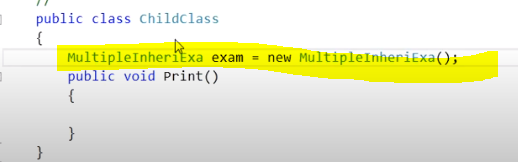 //
public class ChildClass
{
MultipleInheriExa exam = new MultipleInheriExa();
public void Print()
{
}
}